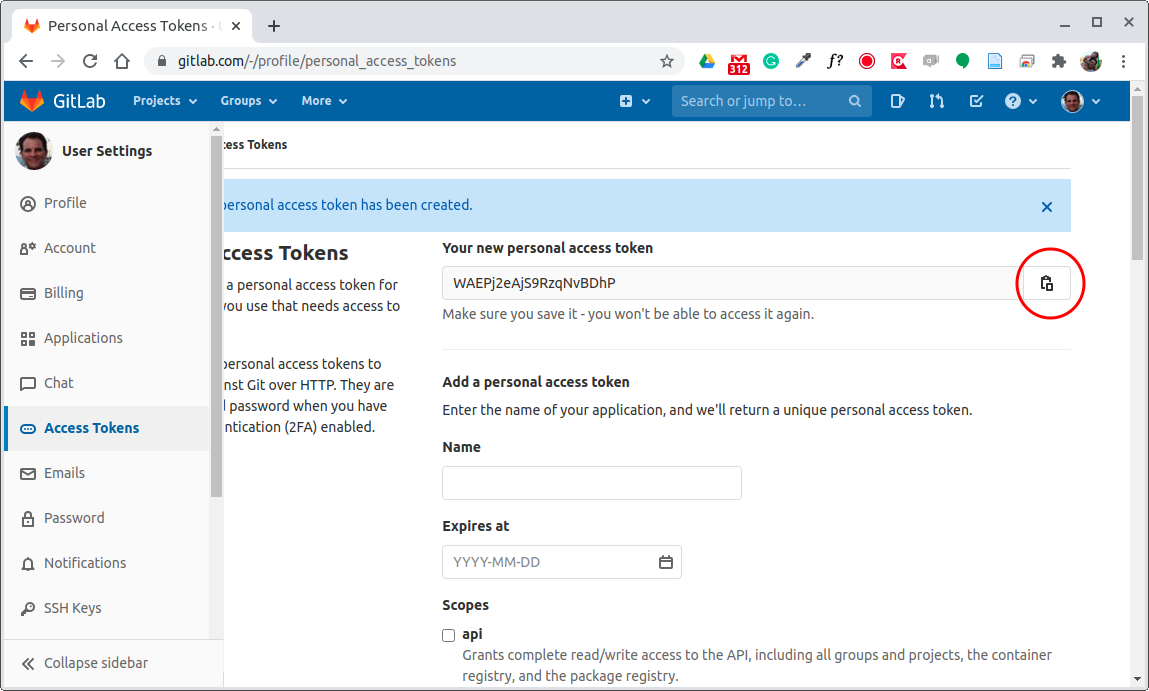 Personal Access Tokens ·
gitlab.com/-/profile/personal_access_tokens
312
f?
GitLab
Projects
Groups
More
Search or jump to…
User Settings
Profile
Account
Billing
Applications
Chat
Access Tokens
Emails
Password
Notifications
SSH Keys
Collapse sidebar
cess Tokens
personal access token has been created.
ccess Tokens
a personal access token for
you use that needs access to
personal access tokens to
nst Git over HTTP. They are
password when you have
ntication (2FA) enabled.
Your new personal access token
WAEPj2eAjS9RzqNvBDhP
Make sure you save it - you won't be able to access it again.
Add a personal access token
Enter the name of your application, and we'll return a unique personal access token.
Name
Expires at
YYYY-MM-DD
Scopes
api
Grants complete read/write access to the API, including all groups and projects, the container
registry, and the package registry.